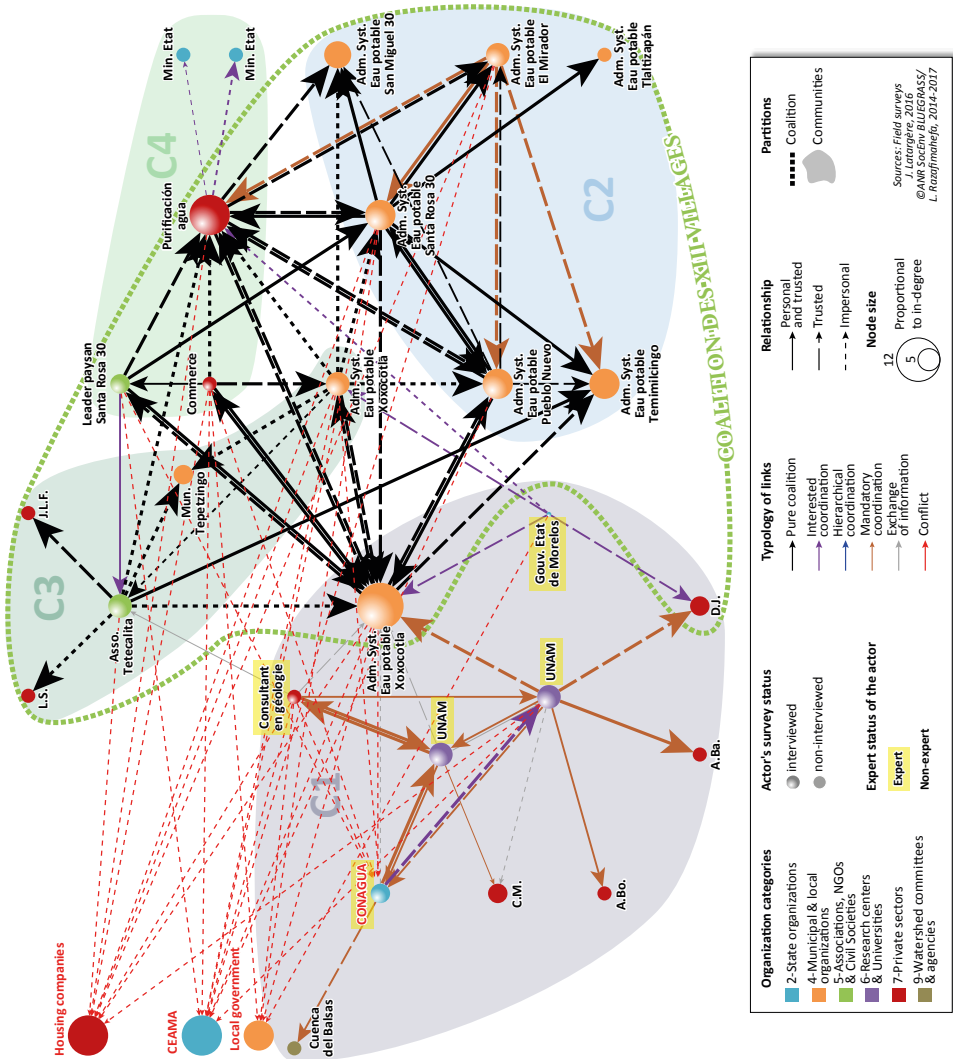 Housing companies
CEAMA
Local government
Cuenca
del Balsas
CONAGUA
C.M.
A.Bo.
A.Ba.
D.J.
UNAM
UNAM
Consultant
en géologie
C1
Gouv. Etat
de Morelos
Adm. Syst.
Eau potable
Xoxocotla
L.S.
J.L.F.
C3
Asso.
Tetecalita
Mun.
Tepetzingo
Leader paysan
Santa Rosa 30
Commerce
Adm. Syst.
Eau potable
Xoxocotla
Adm. Syst.
Eau potable
Pueblo Nuevo
Adm. Syst.
Eau potable
Temimilcingo
C4
Purificación
agua
Min. Etat
Min. Etat
Adm. Syst.
Eau potable
Santa Rosa 30
Adm. Syst.
Eau potable
San Miguel 30
Adm. Syst.
Eau potable
El Mirador
Adm. Syst.
Eau potable
Tlaltizapán
C2
COALITION DES XIII VILLAGES
Organization categories
2-State organizations
4-Municipal & local
organizations
5-Associations, NGOs
& Civil Societies
6-Research centers
& Universities
7-Private sectors
9-Watershed committees
& agencies
Actor's survey status
interviewed
non-interviewed
Expert status of the actor
Expert
Non-expert
Typology of links
Pure coalition
Interested
coordination
Hierarchical
coordination
Mandatory
coordination
Exchange
of information
Conflict
Relationship
Personal
and trusted
Trusted
Impersonal
Node size
12
5
Proportional
to in-degree
Partitions
Coalition
Communities
Sources: Field surveys
J. Latargère, 2016
©ANR SocEnv BLUEGRASS/
L. Razafimahefa, 2014-2017